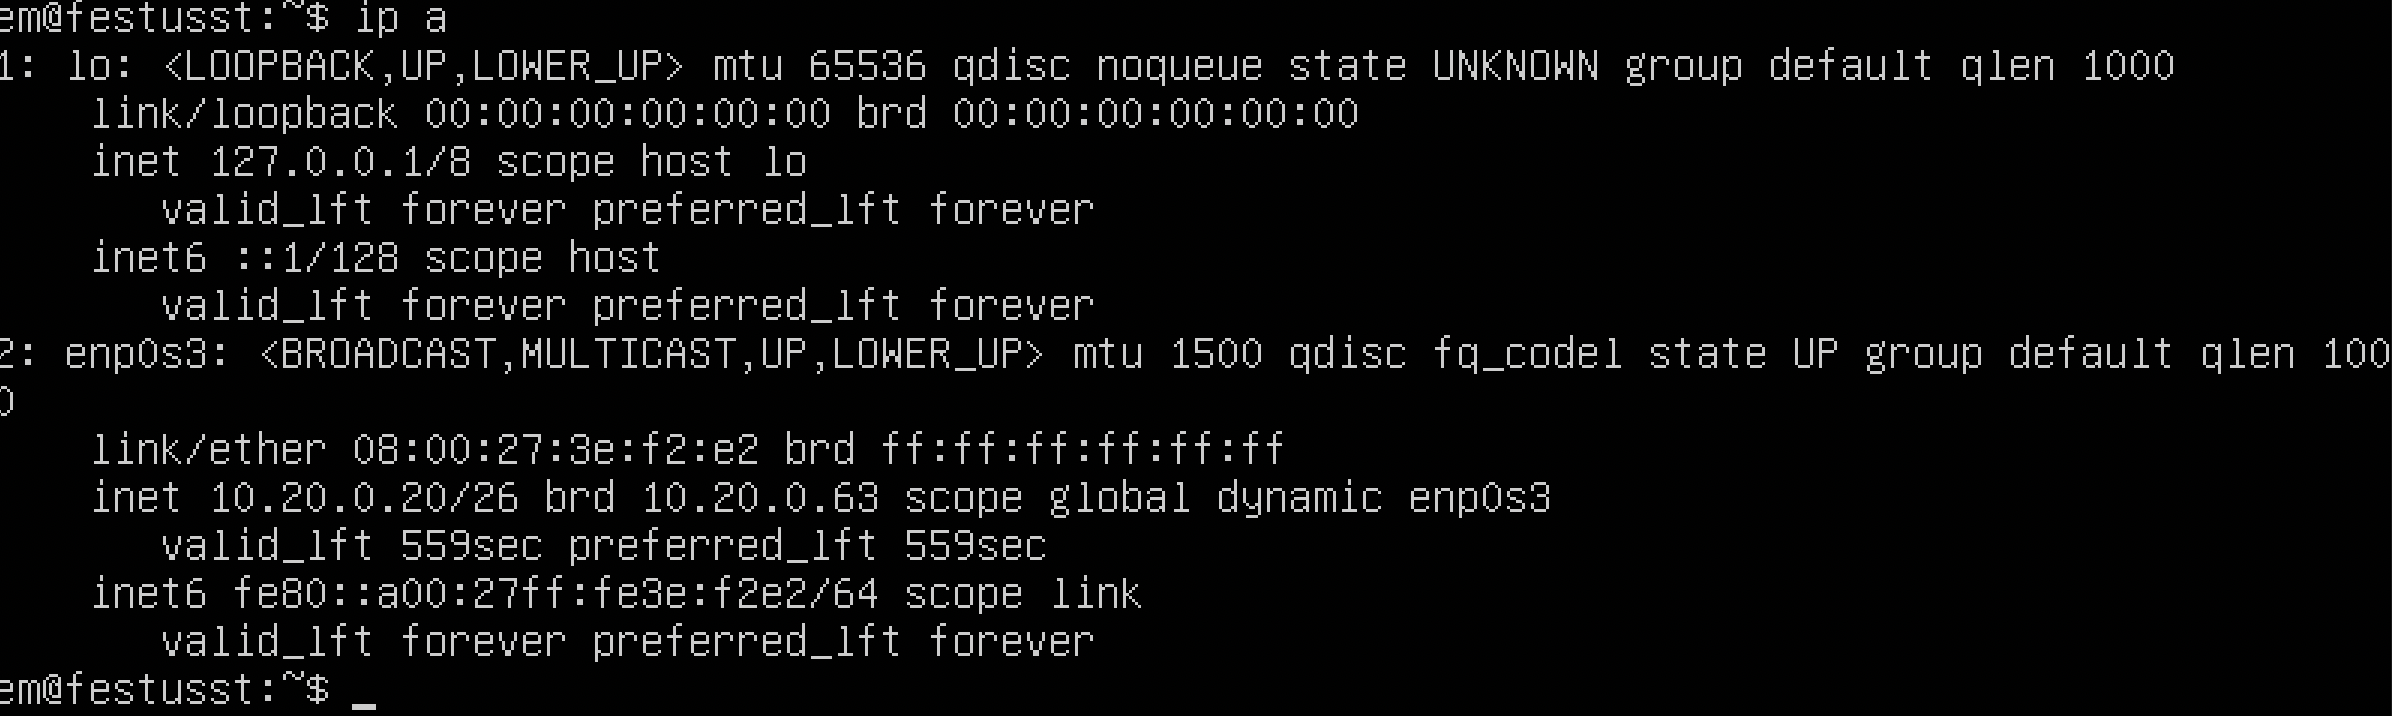 em@festusst:~$ ip a
1: lo: <LOOPBACK,UP,LOWER_UP> mtu 65536 qdisc noqueue state UNKNOWN group default qlen 1000
    link/loopback 00:00:00:00:00:00 brd 00:00:00:00:00:00
    inet 127.0.0.1/8 scope host lo
       valid_lft forever preferred_lft forever
    inet6 ::1/128 scope host
       valid_lft forever preferred_lft forever
2: enp0s3: <BROADCAST,MULTICAST,UP,LOWER_UP> mtu 1500 qdisc fq_codel state UP group default qlen 100
0
    link/ether 08:00:27:3e:f2:e2 brd ff:ff:ff:ff:ff:ff
    inet 10.20.0.20/26 brd 10.20.0.63 scope global dynamic enp0s3
       valid_lft 559sec preferred_lft 559sec
    inet6 fe80::a00:27ff:fe3e:f2e2/64 scope link
       valid_lft forever preferred_lft forever
em@festusst:~$ _